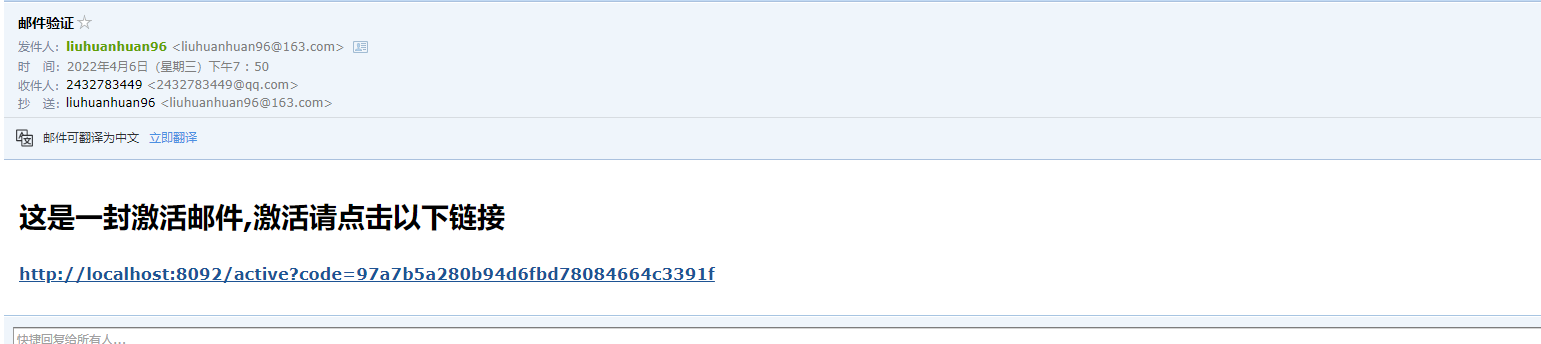 邮件验证☆
发件人：liuhuanhuan96 <liuhuanhuan96@163.com>
时 间：2022年4月6日（星期三）下午7：50
收件人：2432783449 <2432783449@qq.com>
抄 送：liuhuanhuan96 <liuhuanhuan96@163.com>
邮件可翻译为中文 立即翻译
这是一封激活邮件,激活请点击以下链接
http://localhost:8092/active?code=97a7b5a280b94d6fbd78084664c3391f
快捷回复给所有人...